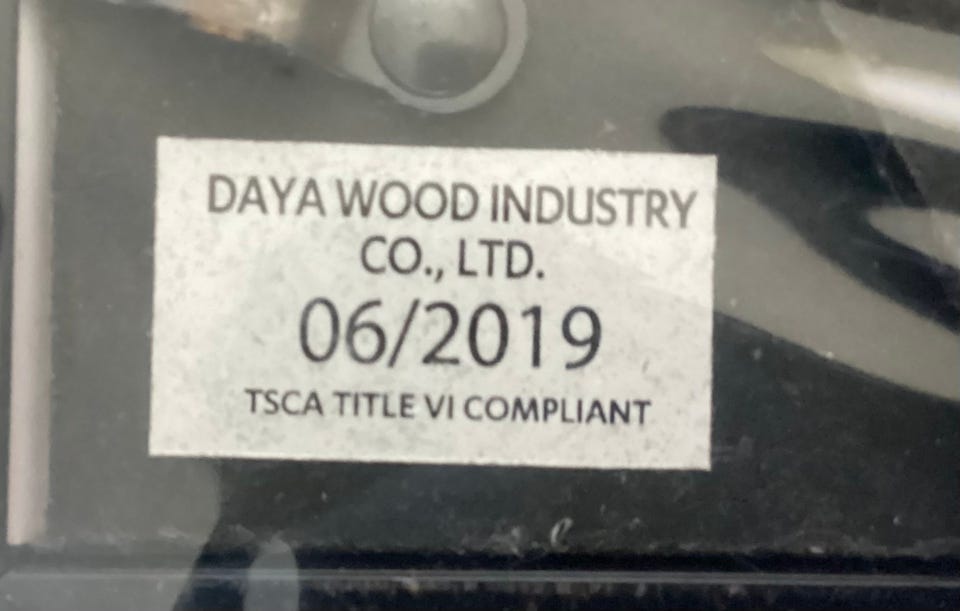 DAYA WOOD INDUSTRY
CO., LTD.
06/2019
TSCA TITLE VI COMPLIANT